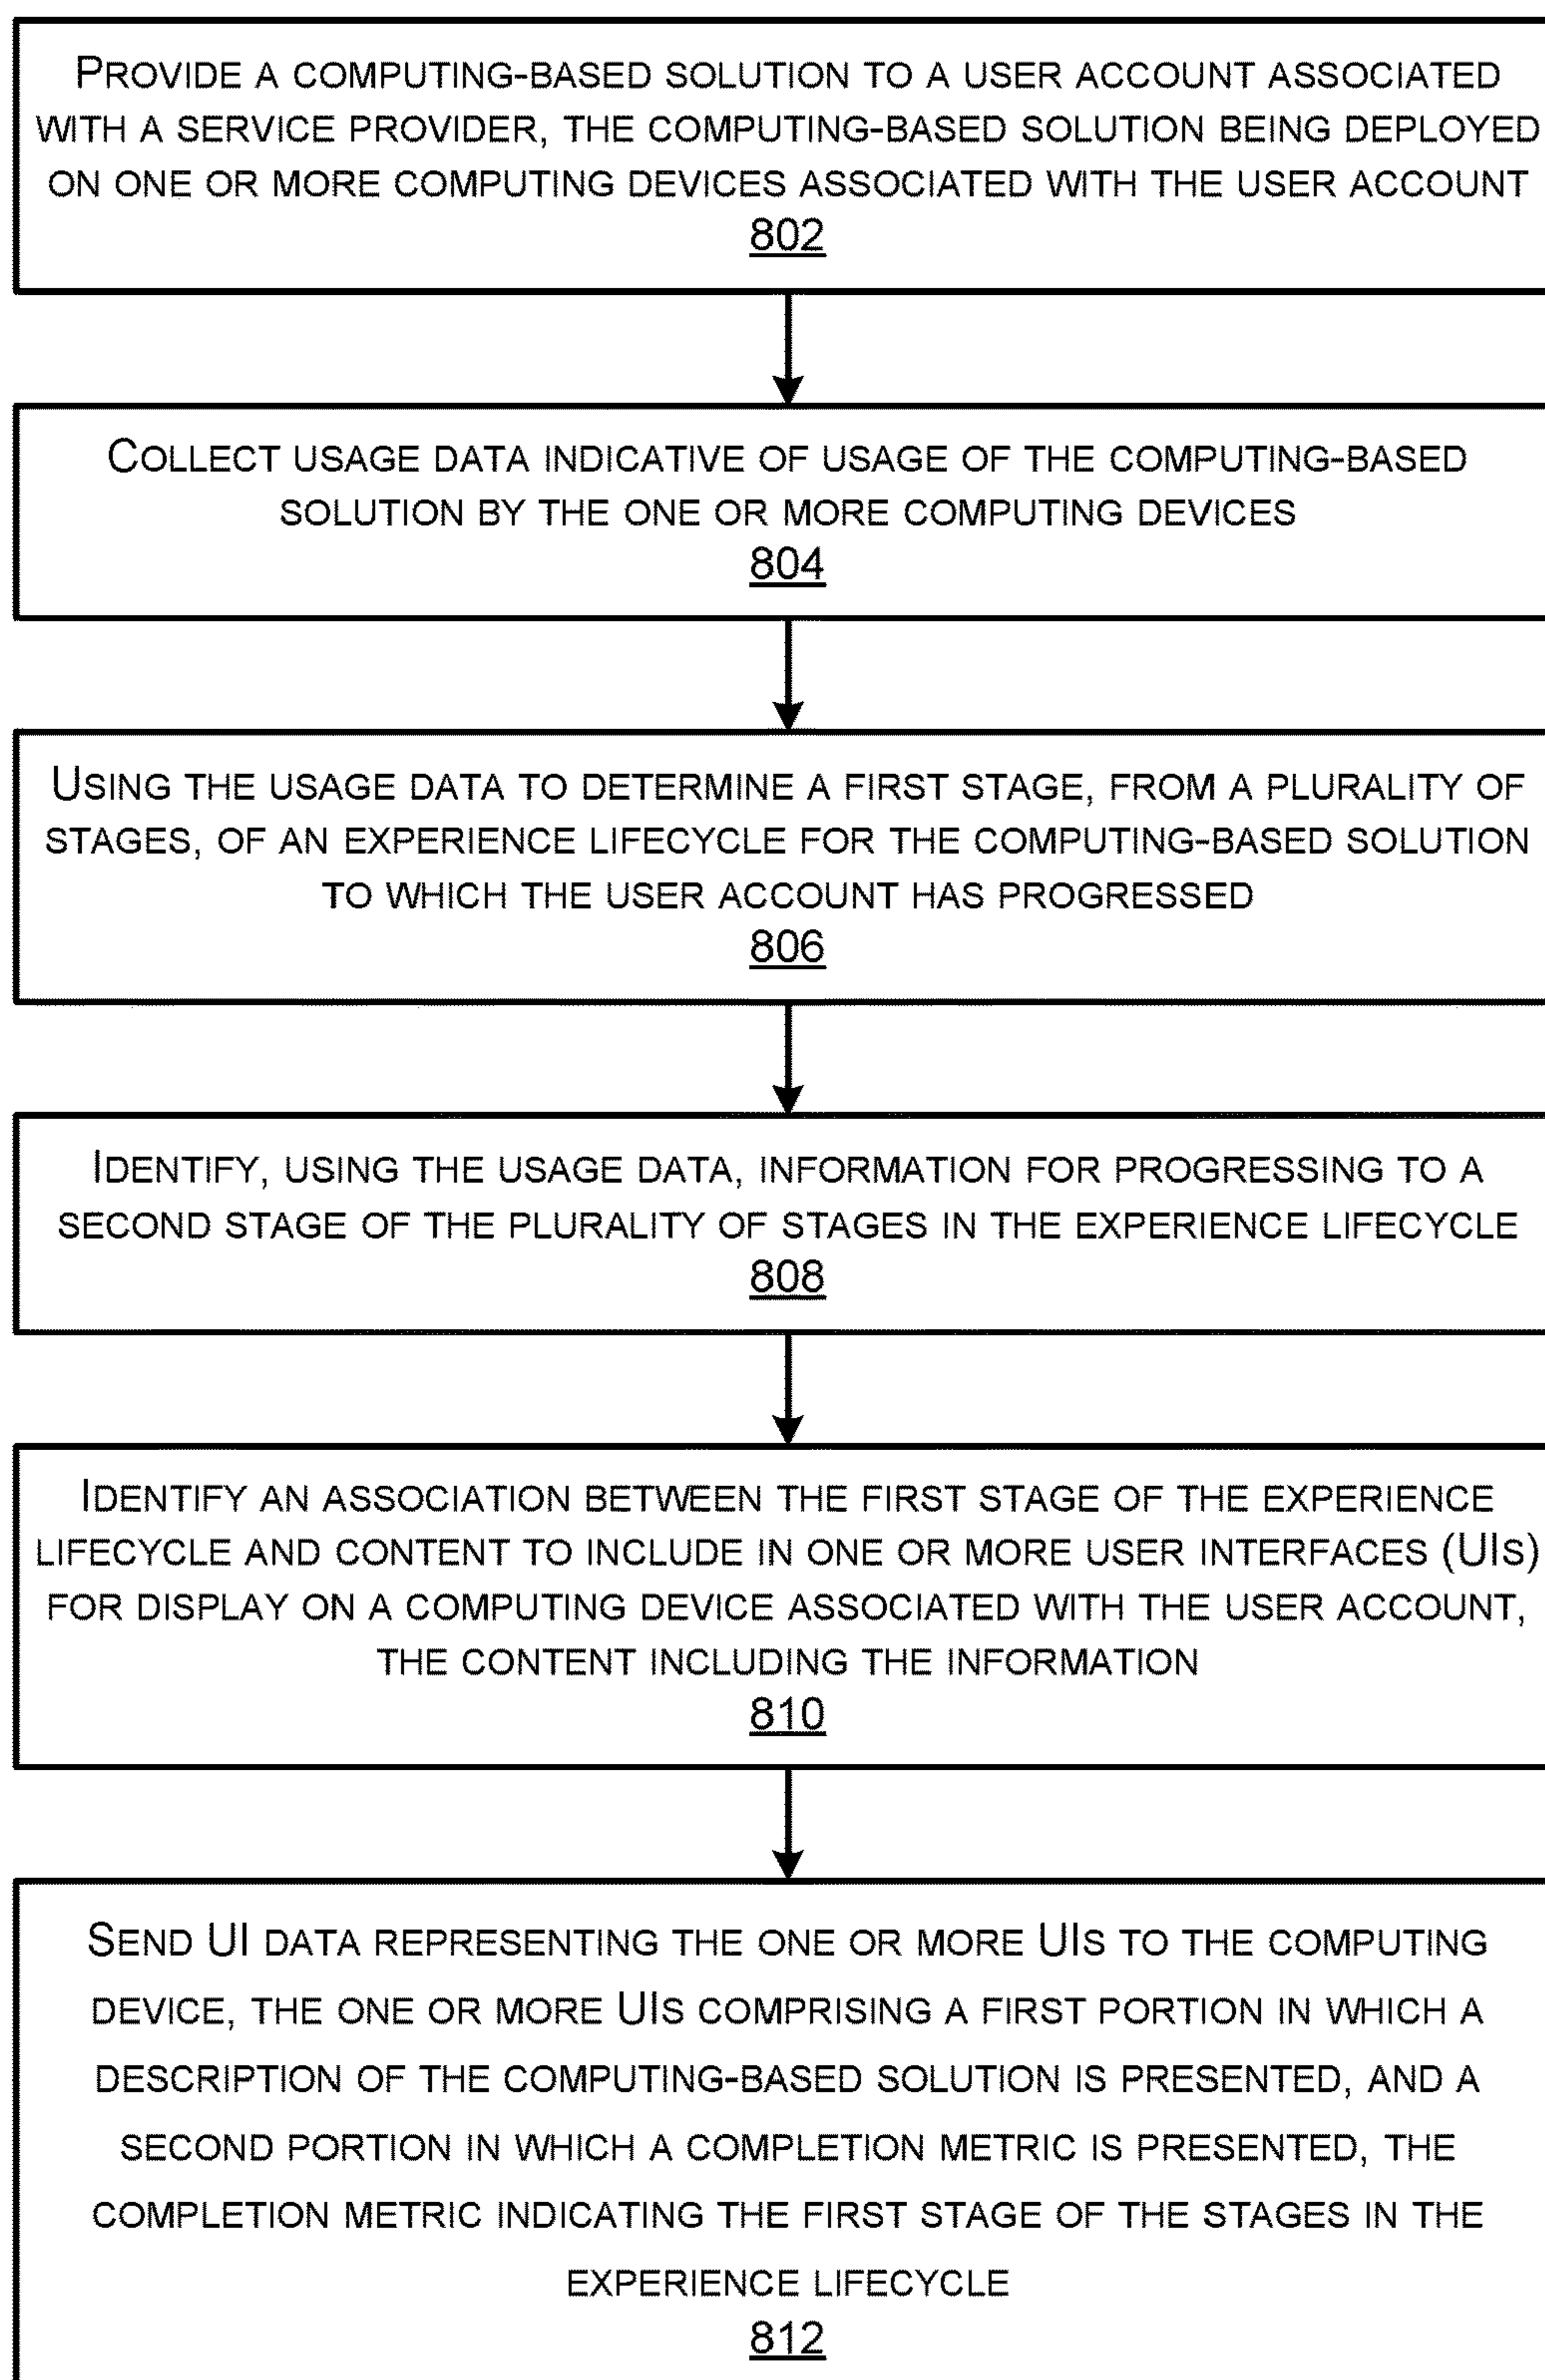 PROVIDE A COMPUTING-BASED SOLUTION TO A USER ACCOUNT ASSOCIATED
WITH A SERVICE PROVIDER, THE COMPUTING-BASED SOLUTION BEING DEPLOYED
ON ONE OR MORE COMPUTING DEVICES ASSOCIATED WITH THE USER ACCOUNT
802
COLLECT USAGE DATA INDICATIVE OF USAGE OF THE COMPUTING-BASED
SOLUTION BY THE ONE OR MORE COMPUTING DEVICES
804
USING THE USAGE DATA TO DETERMINE A FIRST STAGE, FROM A PLURALITY OF
STAGES, OF AN EXPERIENCE LIFECYCLE FOR THE COMPUTING-BASED SOLUTION
TO WHICH THE USER ACCOUNT HAS PROGRESSED
806
IDENTIFY, USING THE USAGE DATA, INFORMATION FOR PROGRESSING TO A
SECOND STAGE OF THE PLURALITY OF STAGES IN THE EXPERIENCE LIFECYCLE
808
IDENTIFY AN ASSOCIATION BETWEEN THE FIRST STAGE OF THE EXPERIENCE
LIFECYCLE AND CONTENT TO INCLUDE IN ONE OR MORE USER INTERFACES (UIS)
FOR DISPLAY ON A COMPUTING DEVICE ASSOCIATED WITH THE USER ACCOUNT,
THE CONTENT INCLUDING THE INFORMATION
810
SEND UI DATA REPRESENTING THE ONE OR MORE UIS TO THE COMPUTING
DEVICE, THE ONE OR MORE UIS COMPRISING A FIRST PORTION IN WHICH A
DESCRIPTION OF THE COMPUTING-BASED SOLUTION IS PRESENTED, AND A
SECOND PORTION IN WHICH A COMPLETION METRIC IS PRESENTED, THE
COMPLETION METRIC INDICATING THE FIRST STAGE OF THE STAGES IN THE
EXPERIENCE LIFECYCLE
812